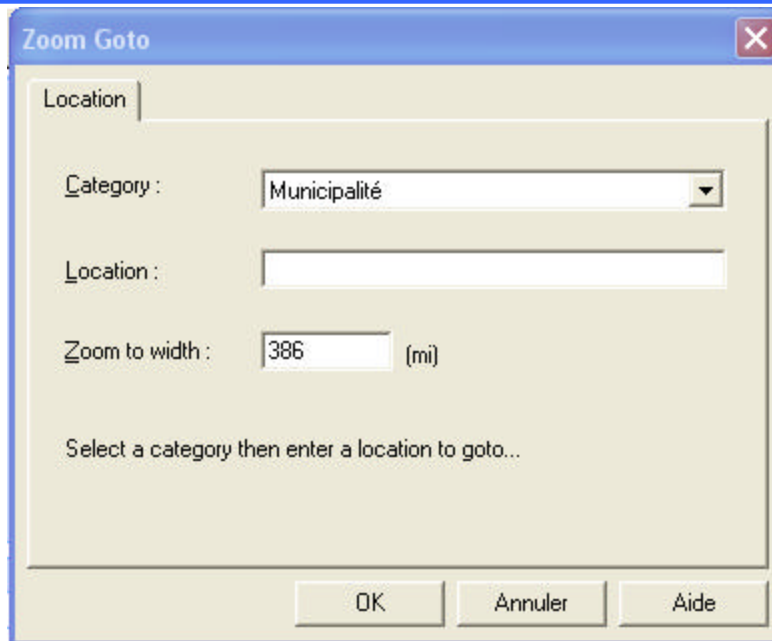 Zoom Goto
Location
Category : Municipalité
Location :
Zoom to width : 386 (mi)
Select a category then enter a location to goto...
OK Annuler Aide